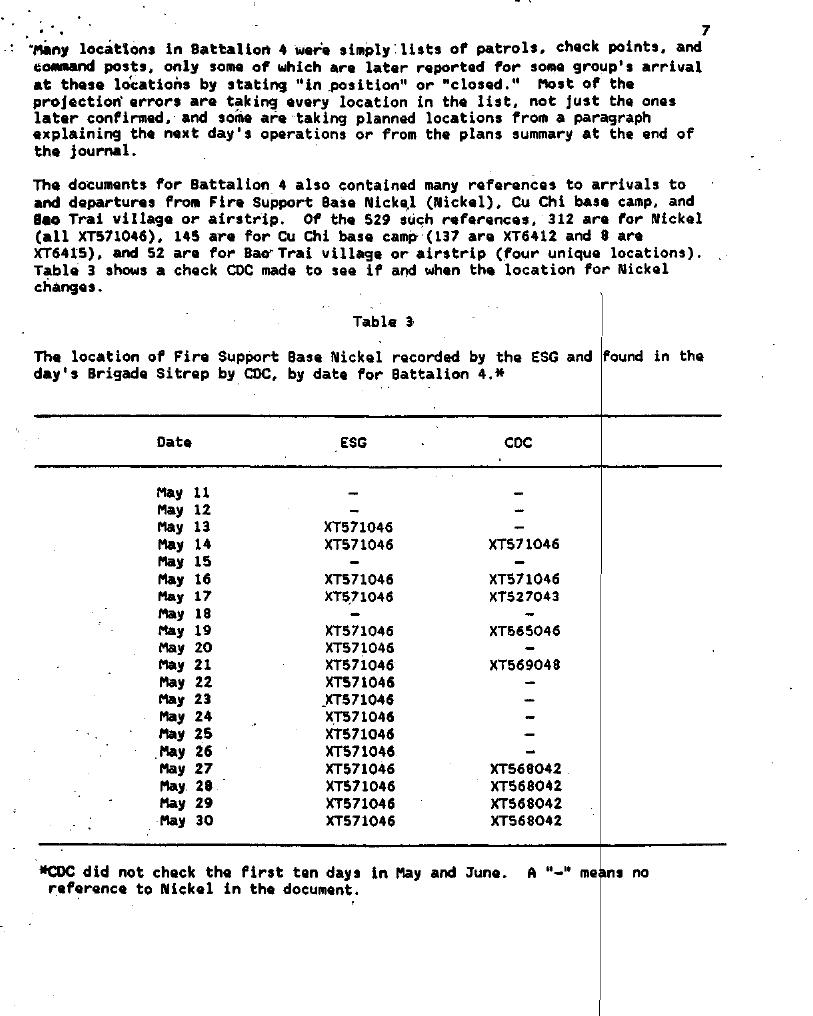 7
Many locations in Battalion 4 were simply lists of patrols, check points, and
command posts, only some of which are later reported for some group's arrival
at these locations by stating "in position" or "closed." Most of the
projection errors are taking every location in the list, not just the ones
later confirmed, and some are taking planned locations from a paragraph
explaining the next day's operations or from the plans summary at the end of
the journal.
The documents for Battalion 4 also contained many references to arrivals to
and departures from Fire Support Base Nickel (Nickel), Cu Chi base camp, and
Bao Trai village or airstrip. Of the 529 such references, 312 are for Nickel
(all XT571046), 145 are for Cu Chi base camp (137 are XT6412 and 8 are
XT6415), and 52 are for Bao Trai village or airstrip (four unique locations).
Table 3 shows a check CDC made to see if and when the location for Nickel
changes.
Table 3
The location of Fire Support Base Nickel recorded by the ESG and found in the
day's Brigade Sitrep by CDC, by date for Battalion 4.*
Date ESG CDC
May 11 - -
May 12 - -
May 13 XT571046 -
May 14 XT571046 XT571046
May 15 - -
May 16 XT571046 XT571046
May 17 XT571046 XT527043
May 18 - -
May 19 XT571046 XT565046
May 20 XT571046 -
May 21 XT571046 XT569048
May 22 XT571046 -
May 23 XT571046 -
May 24 XT571046 -
May 25 XT571046 -
May 26 XT571046 -
May 27 XT571046 XT568042
May 28 XT571046 XT568042
May 29 XT571046 XT568042
May 30 XT571046 XT568042
*CDC did not check the first ten days in May and June. A "-" means no
reference to Nickel in the document.